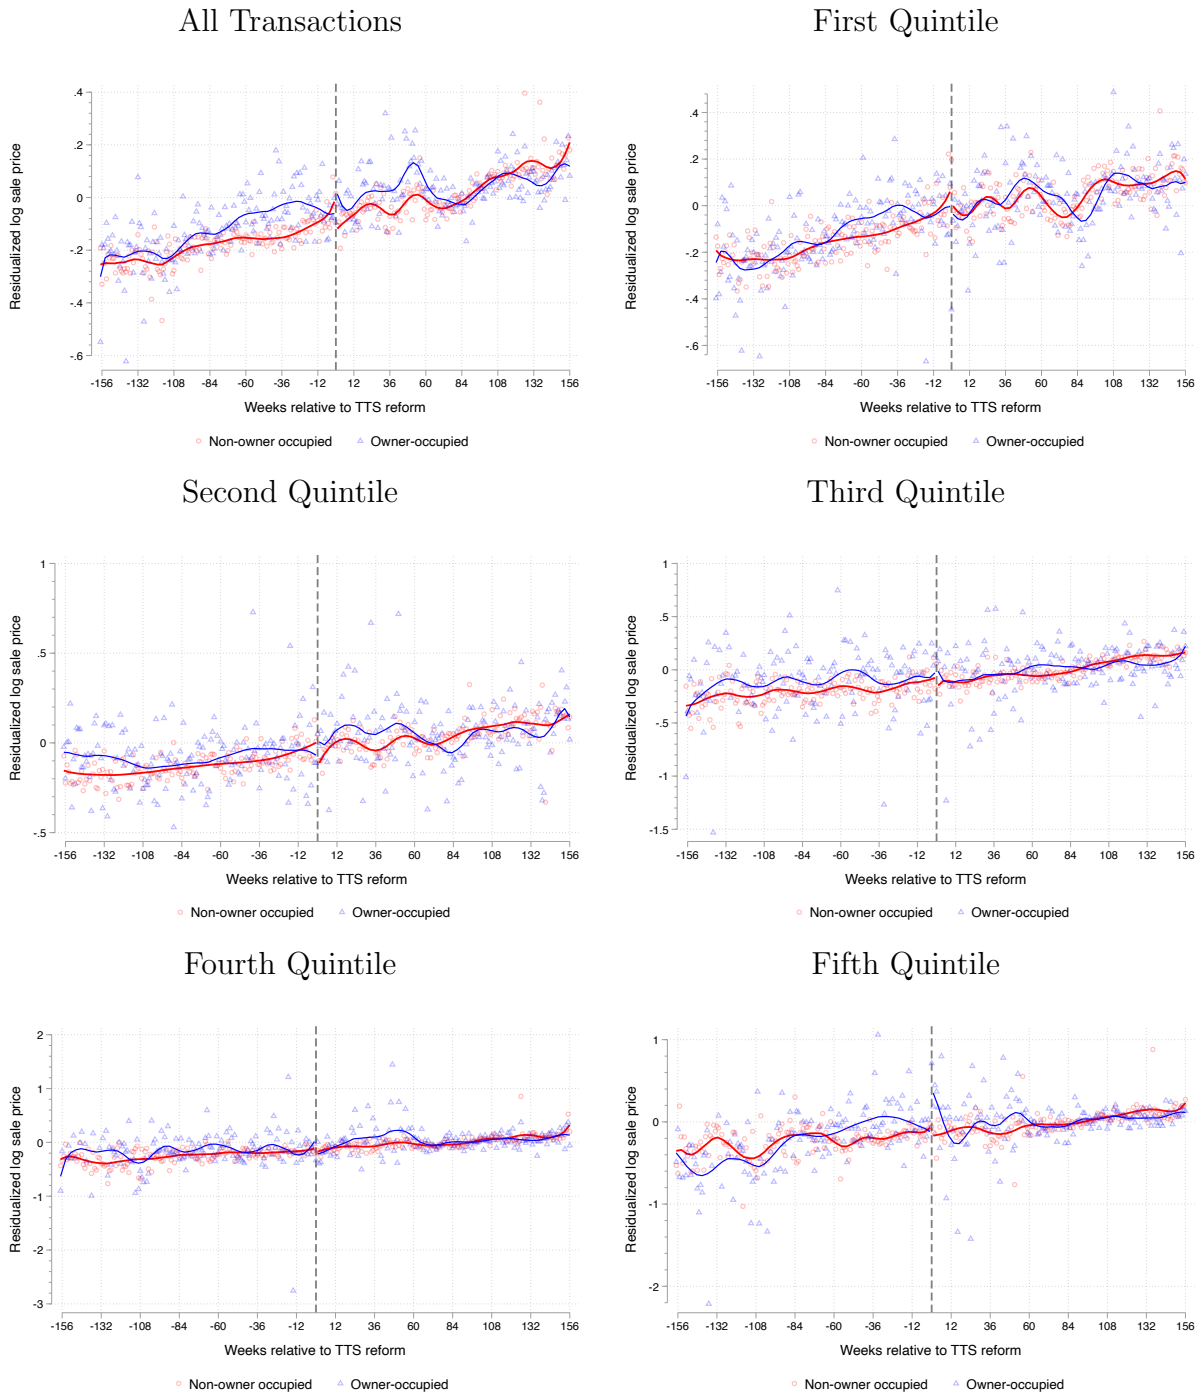 All Transactions
First Quintile
Residualized log sale price
.4
.2
0
-.2
-.4
-.6
-156 -132 -108 -84 -60 -36 -12 12 36 60 84 108 132 156
Weeks relative to TTS reform
Non-owner occupied Owner-occupied
Residualized log sale price
.4
.2
0
-.2
-.4
-.6
-156 -132 -108 -84 -60 -36 -12 12 36 60 84 108 132 156
Weeks relative to TTS reform
Non-owner occupied Owner-occupied
Second Quintile
Third Quintile
Residualized log sale price
1
.5
0
-.5
-156 -132 -108 -84 -60 -36 -12 12 36 60 84 108 132 156
Weeks relative to TTS reform
Non-owner occupied Owner-occupied
Residualized log sale price
1
.5
0
-.5
-1
-1.5
-156 -132 -108 -84 -60 -36 -12 12 36 60 84 108 132 156
Weeks relative to TTS reform
Non-owner occupied Owner-occupied
Fourth Quintile
Fifth Quintile
Residualized log sale price
2
1
0
-1
-2
-3
-156 -132 -108 -84 -60 -36 -12 12 36 60 84 108 132 156
Weeks relative to TTS reform
Non-owner occupied Owner-occupied
Residualized log sale price
1
0
-1
-2
-156 -132 -108 -84 -60 -36 -12 12 36 60 84 108 132 156
Weeks relative to TTS reform
Non-owner occupied Owner-occupied